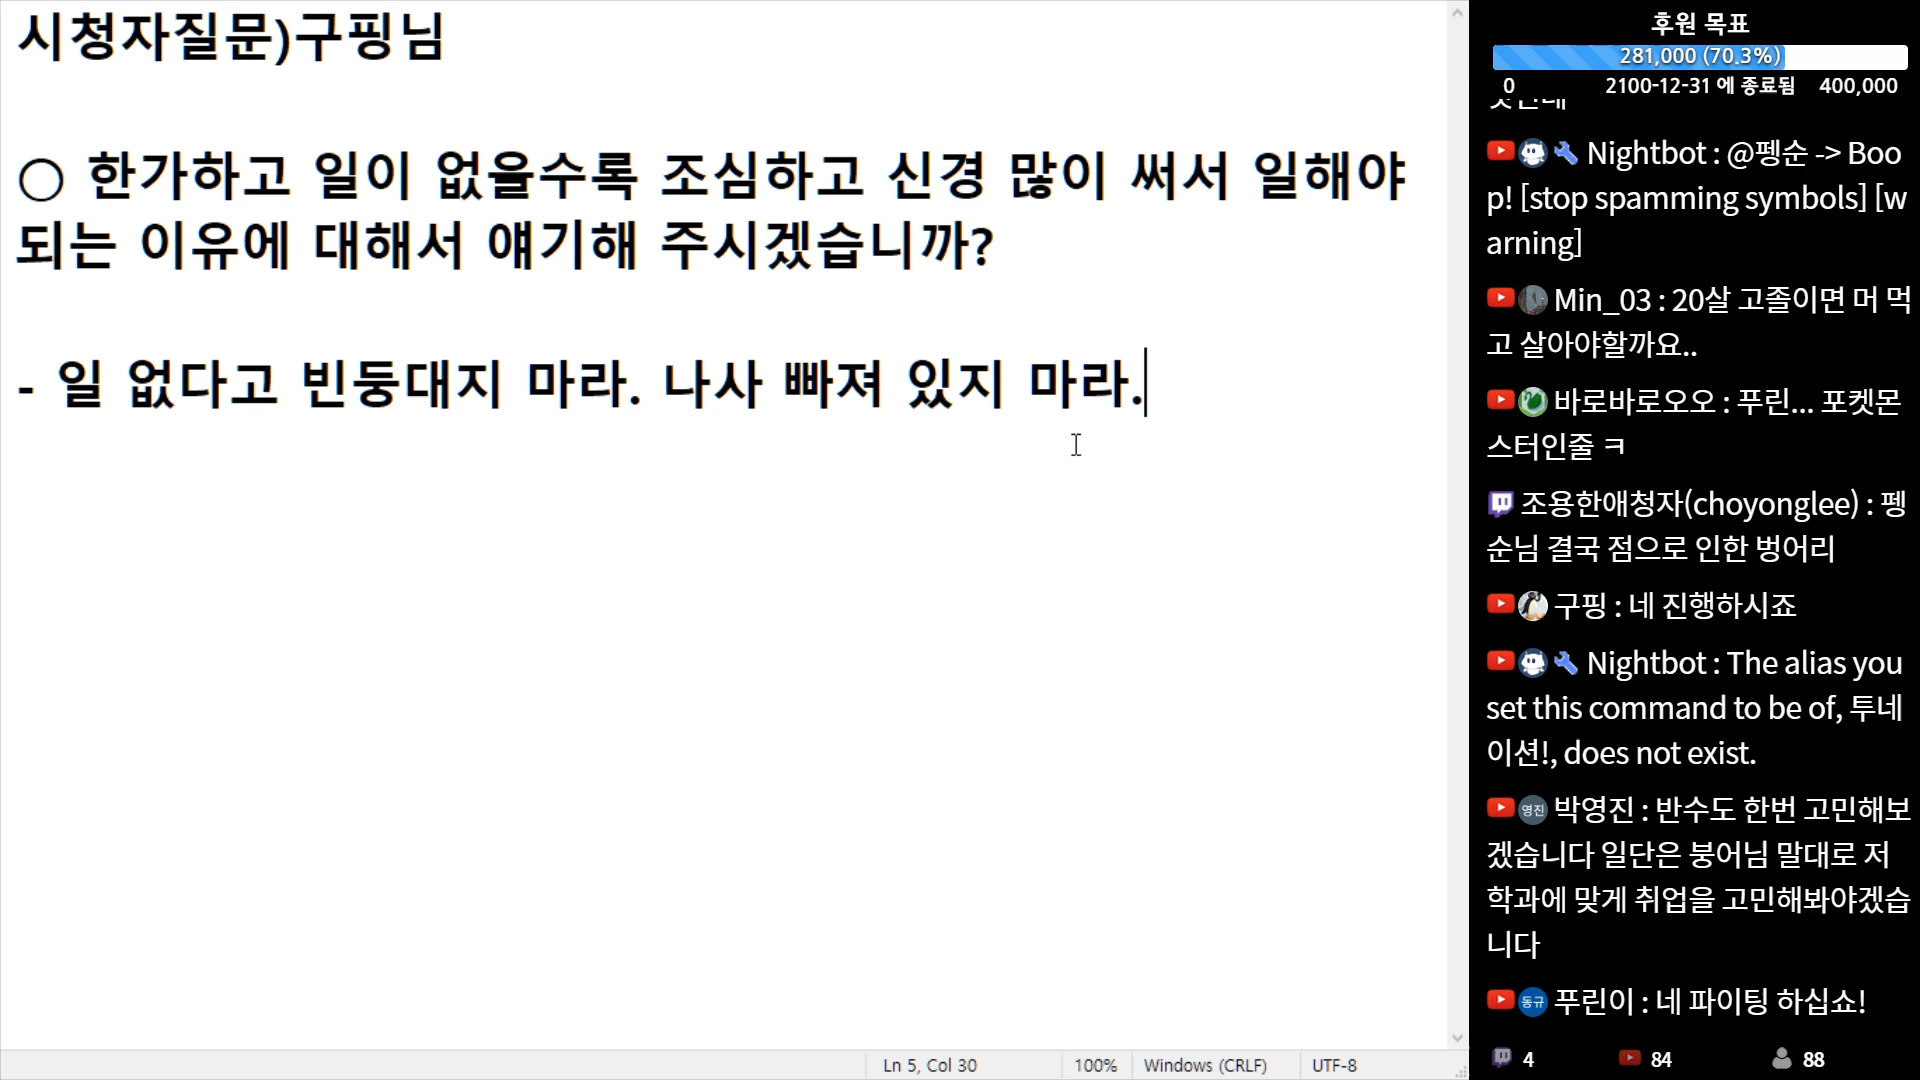 시청자질문)구핑님
○ 한가하고 일이 없을수록 조심하고 신경 많이 써서 일해야
되는 이유에 대해서 얘기해 주시겠습니까?
- 일 없다고 빈둥대지 마라. 나사 빠져 있지 마라.
Ln 5, Col 30
100%
Windows (CRLF)
UTF-8
후원 목표
281,000 (70.3%)
0 2100-12-31 에 종료됨 400,000
Nightbot : @펭순 -> Boo
p! [stop spamming symbols] [w
arning]
Min_03 : 20살 고졸이면 머 먹
고 살아야할까요..
바로바로오오 : 푸린... 포켓몬
스터인줄 ㅋ
조용한애청자(choyonglee) : 펭
순님 결국 점으로 인한 벙어리
구핑 : 네 진행하시죠
Nightbot : The alias you
set this command to be of, 투네
이션!, does not exist.
영진 박영진 : 반수도 한번 고민해보
겠습니다 일단은 붕어님 말대로 저
학과에 맞게 취업을 고민해봐야겠습
니다
동규 푸린이 : 네 파이팅 하십쇼!
4 84 88